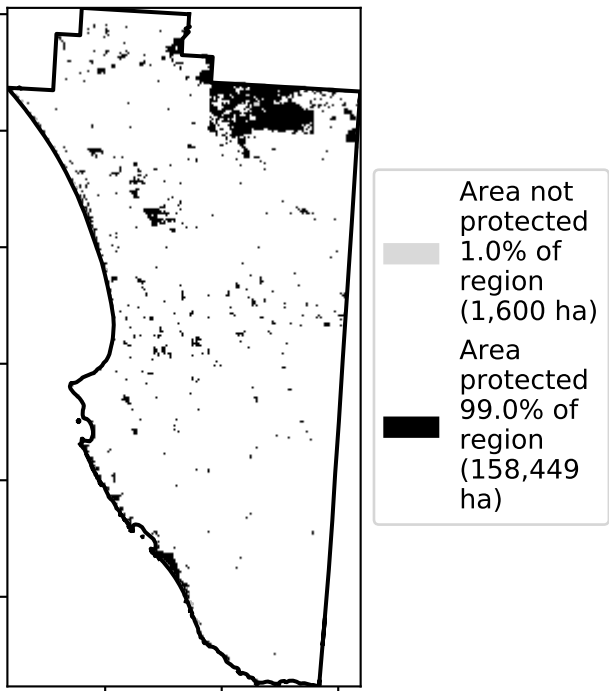 Area not
protected
1.0% of
region
(1,600 ha)
Area
protected
99.0% of
region
(158,449
ha)